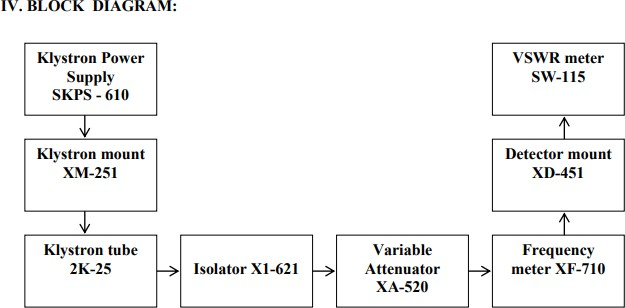 IV. BLOCK DIAGRAM:
Klystron Power
Supply
SKPS - 610
VSWR meter
SW-115
Klystron mount
XM-251
Detector mount
XD-451
Klystron tube
2K-25
Isolator X1-621
Variable
Attenuator
XA-520
Frequency
meter XF-710